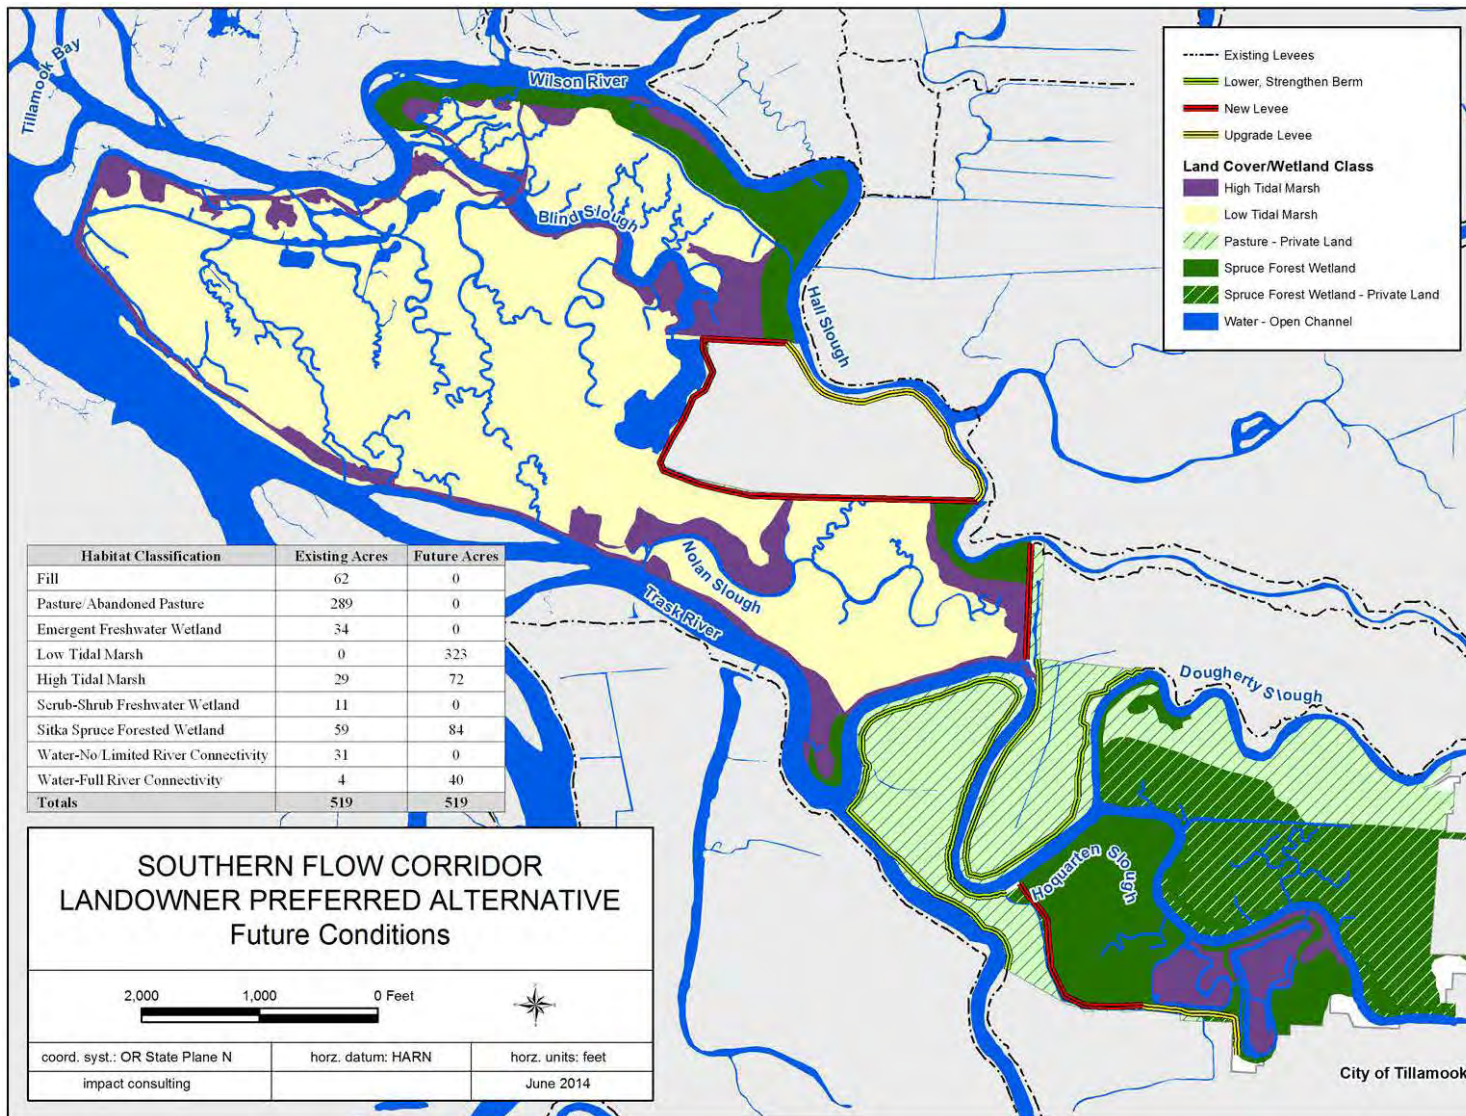 Tillamook Bay
Wilson River
Blind Slough
Hall Slough
Nolan Slough
Trask River
Dougherty Slough
Hoquarten Slough
City of Tillamook
Existing Levees
Lower, Strengthen Berm
New Levee
Upgrade Levee
Land Cover/Wetland Class
High Tidal Marsh
Low Tidal Marsh
Pasture - Private Land
Spruce Forest Wetland
Spruce Forest Wetland - Private Land
Water - Open Channel
Habitat Classification Existing Acres Future Acres
Fill 62 0
Pasture/Abandoned Pasture 289 0
Emergent Freshwater Wetland 34 0
Low Tidal Marsh 0 323
High Tidal Marsh 29 72
Scrub-Shrub Freshwater Wetland 11 0
Sitka Spruce Forested Wetland 59 84
Water-No/Limited River Connectivity 31 0
Water-Full River Connectivity 4 40
Totals 519 519
SOUTHERN FLOW CORRIDOR
LANDOWNER PREFERRED ALTERNATIVE
Future Conditions
2,000 1,000 0 Feet
coord. syst.: OR State Plane N horz. datum: HARN horz. units: feet
impact consulting June 2014